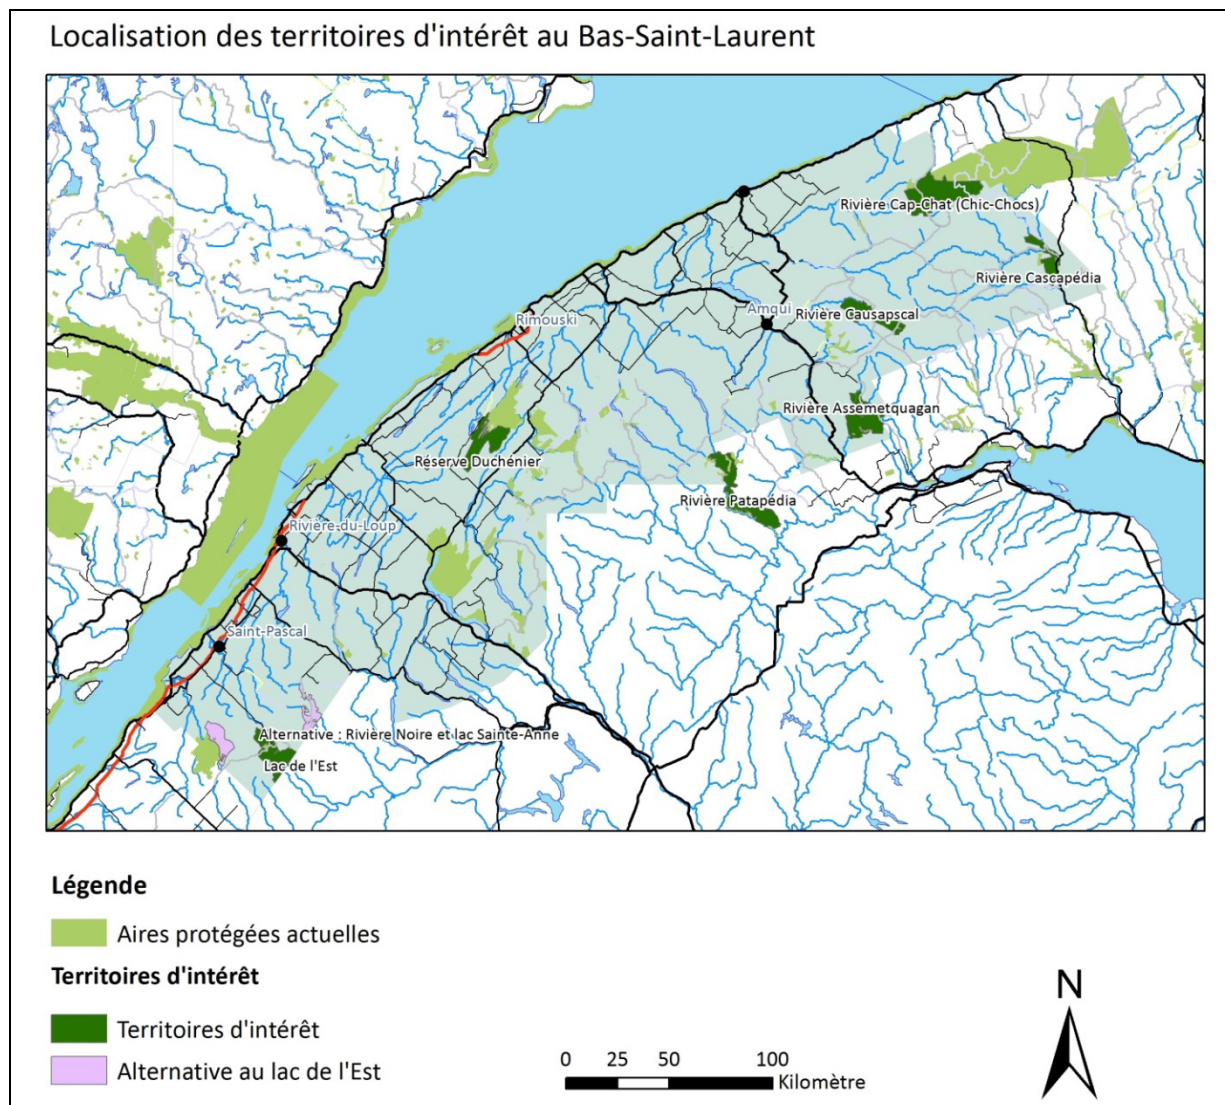 Localisation des territoires d'intérêt au Bas-Saint-Laurent
Rivière Cap-Chat (Chic-Chocs)
Rivière Cascapédia
Rimouski
Amqui
Rivière Causapscal
Rivière Assemetquagan
Réserve Duchénier
Rivière Patapédia
Rivière-du-Loup
Saint-Pascal
Alternative : Rivière Noire et lac Sainte-Anne
Lac de l'Est
Légende
Aires protégées actuelles
Territoires d'intérêt
Territoires d'intérêt
Alternative au lac de l'Est
0 25 50 100
Kilomètre
N